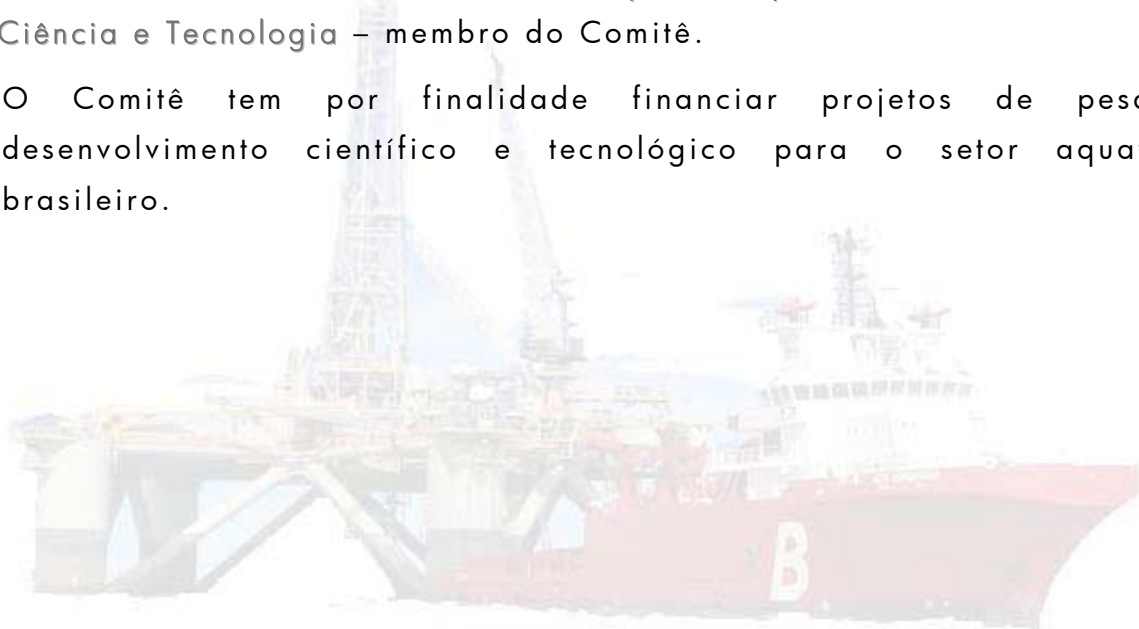 Ciência e Tecnologia – membro do Comitê.
O Comitê tem por finalidade financiar projetos de
desenvolvimento científico e tecnológico para o setor
brasileiro.
B